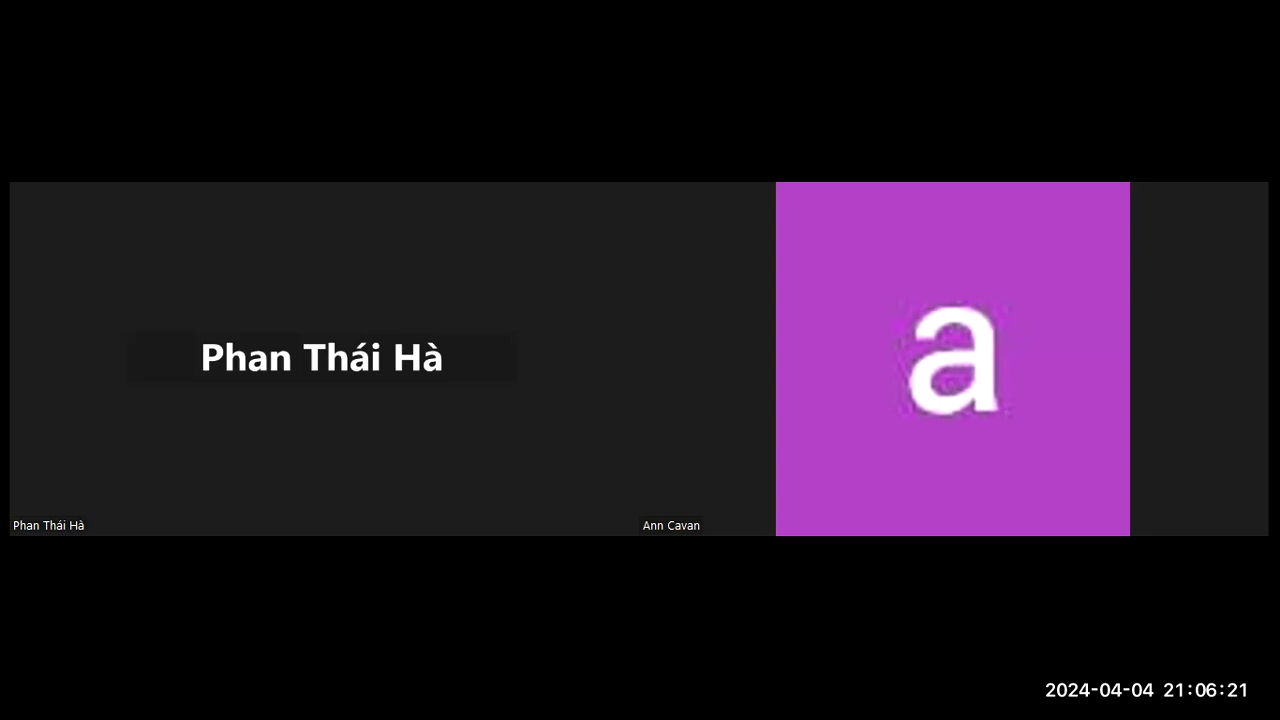 Phan Thái Hà
a
Phan Thái Hà
Ann Cavan
2024-04-04 21:06:21